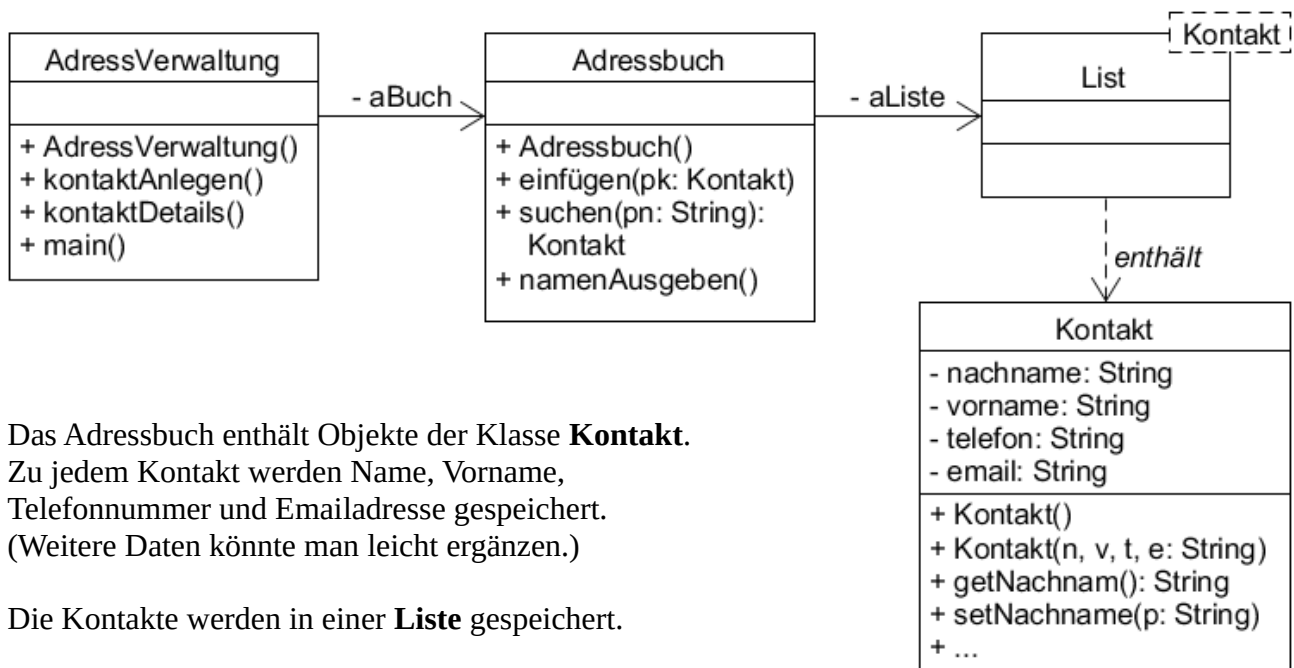 AdressVerwaltung
+ AdressVerwaltung()
+ kontaktAnlegen()
+ kontaktDetails()
+ main()
- aBuch
Adressbuch
+ Adressbuch()
+ einfügen(pk: Kontakt)
+ suchen(pn: String):
Kontakt
+ namenAusgeben()
- aListe
Kontakt
List
enthält
Kontakt
- nachname: String
- vorname: String
- telefon: String
- email: String
+ Kontakt()
+ Kontakt(n, v, t, e: String)
+ getNachnam(): String
+ setNachname(p: String)
+ ...
Das Adressbuch enthält Objekte der Klasse Kontakt.
Zu jedem Kontakt werden Name, Vorname,
Telefonnummer und Emailadresse gespeichert.
(Weitere Daten könnte man leicht ergänzen.)
Die Kontakte werden in einer Liste gespeichert.